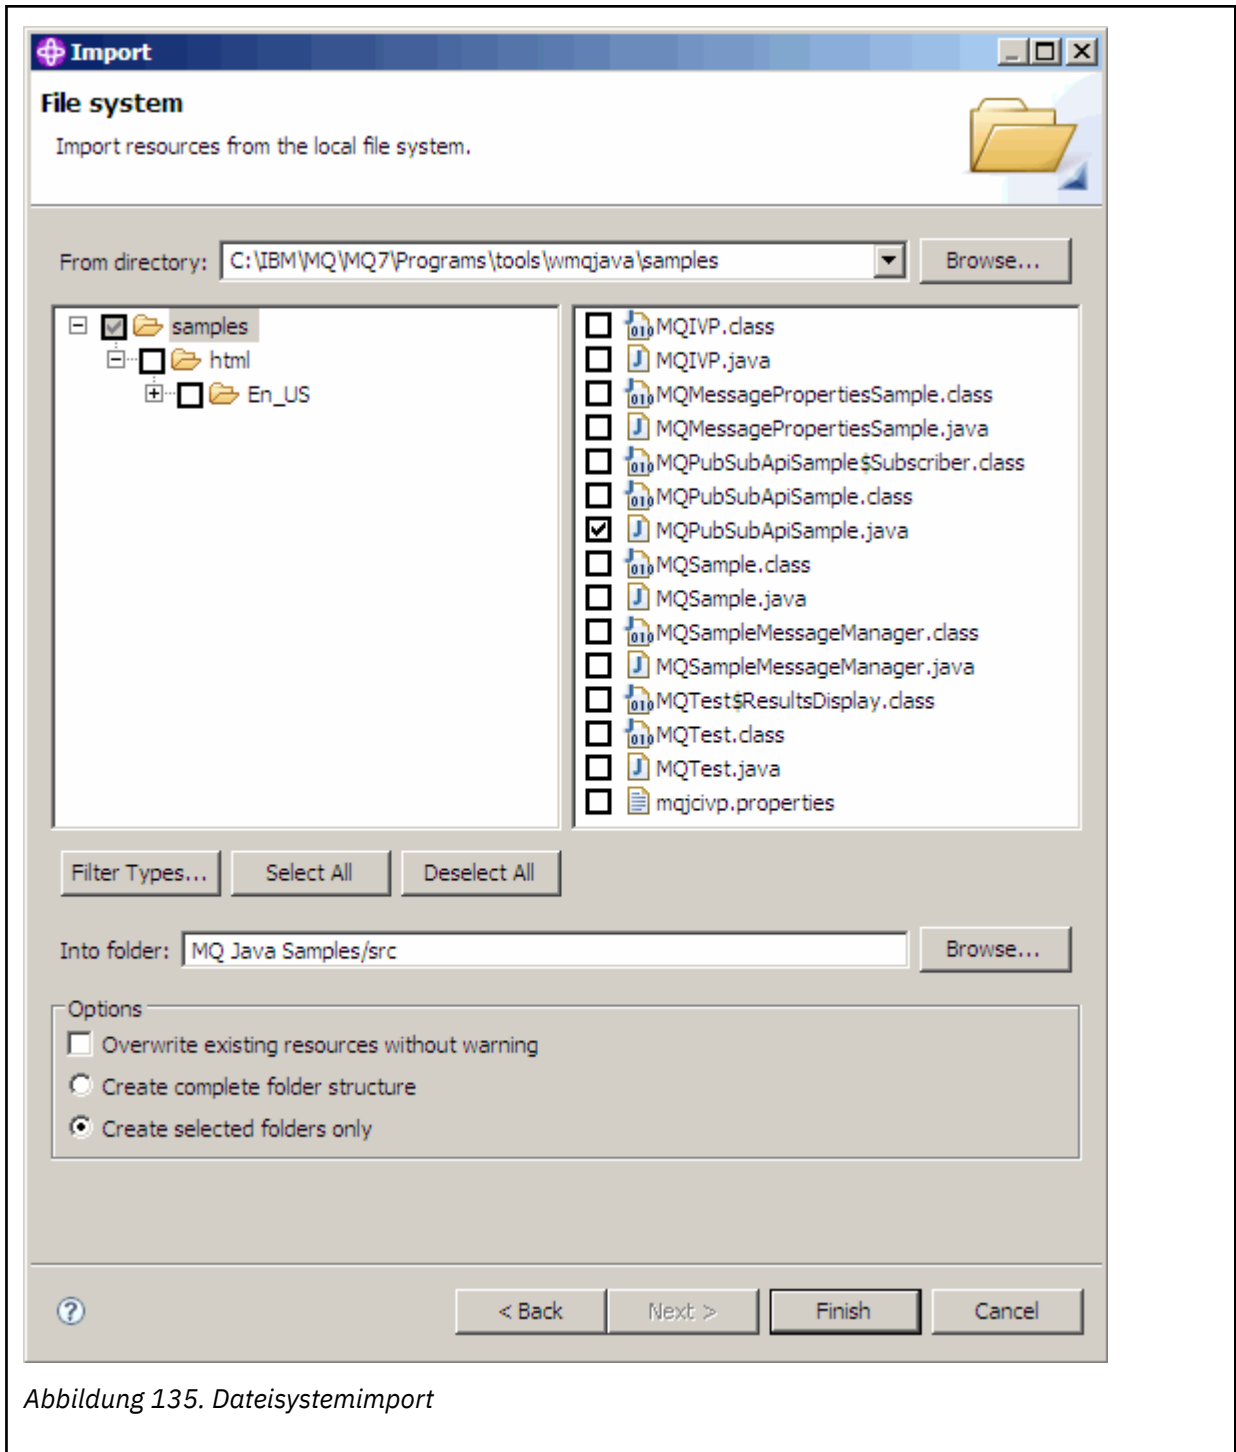 Import
File system
Import resources from the local file system.
From directory: C:\IBM\MQ\MQ7\Programs\tools\wmqjava\samples Browse...
samples
html
En_US
MQIVP.class
MQIVP.java
MQMessagePropertiesSample.class
MQMessagePropertiesSample.java
MQPubSubApiSample$Subscriber.class
MQPubSubApiSample.class
MQPubSubApiSample.java
MQSample.class
MQSample.java
MQSampleMessageManager.class
MQSampleMessageManager.java
MQTest$ResultsDisplay.class
MQTest.class
MQTest.java
mqjcivp.properties
Filter Types... Select All Deselect All
Into folder: MQ Java Samples/src Browse...
Options
Overwrite existing resources without warning
Create complete folder structure
Create selected folders only
? < Back Next > Finish Cancel
Abbildung 135. Dateisystemimport